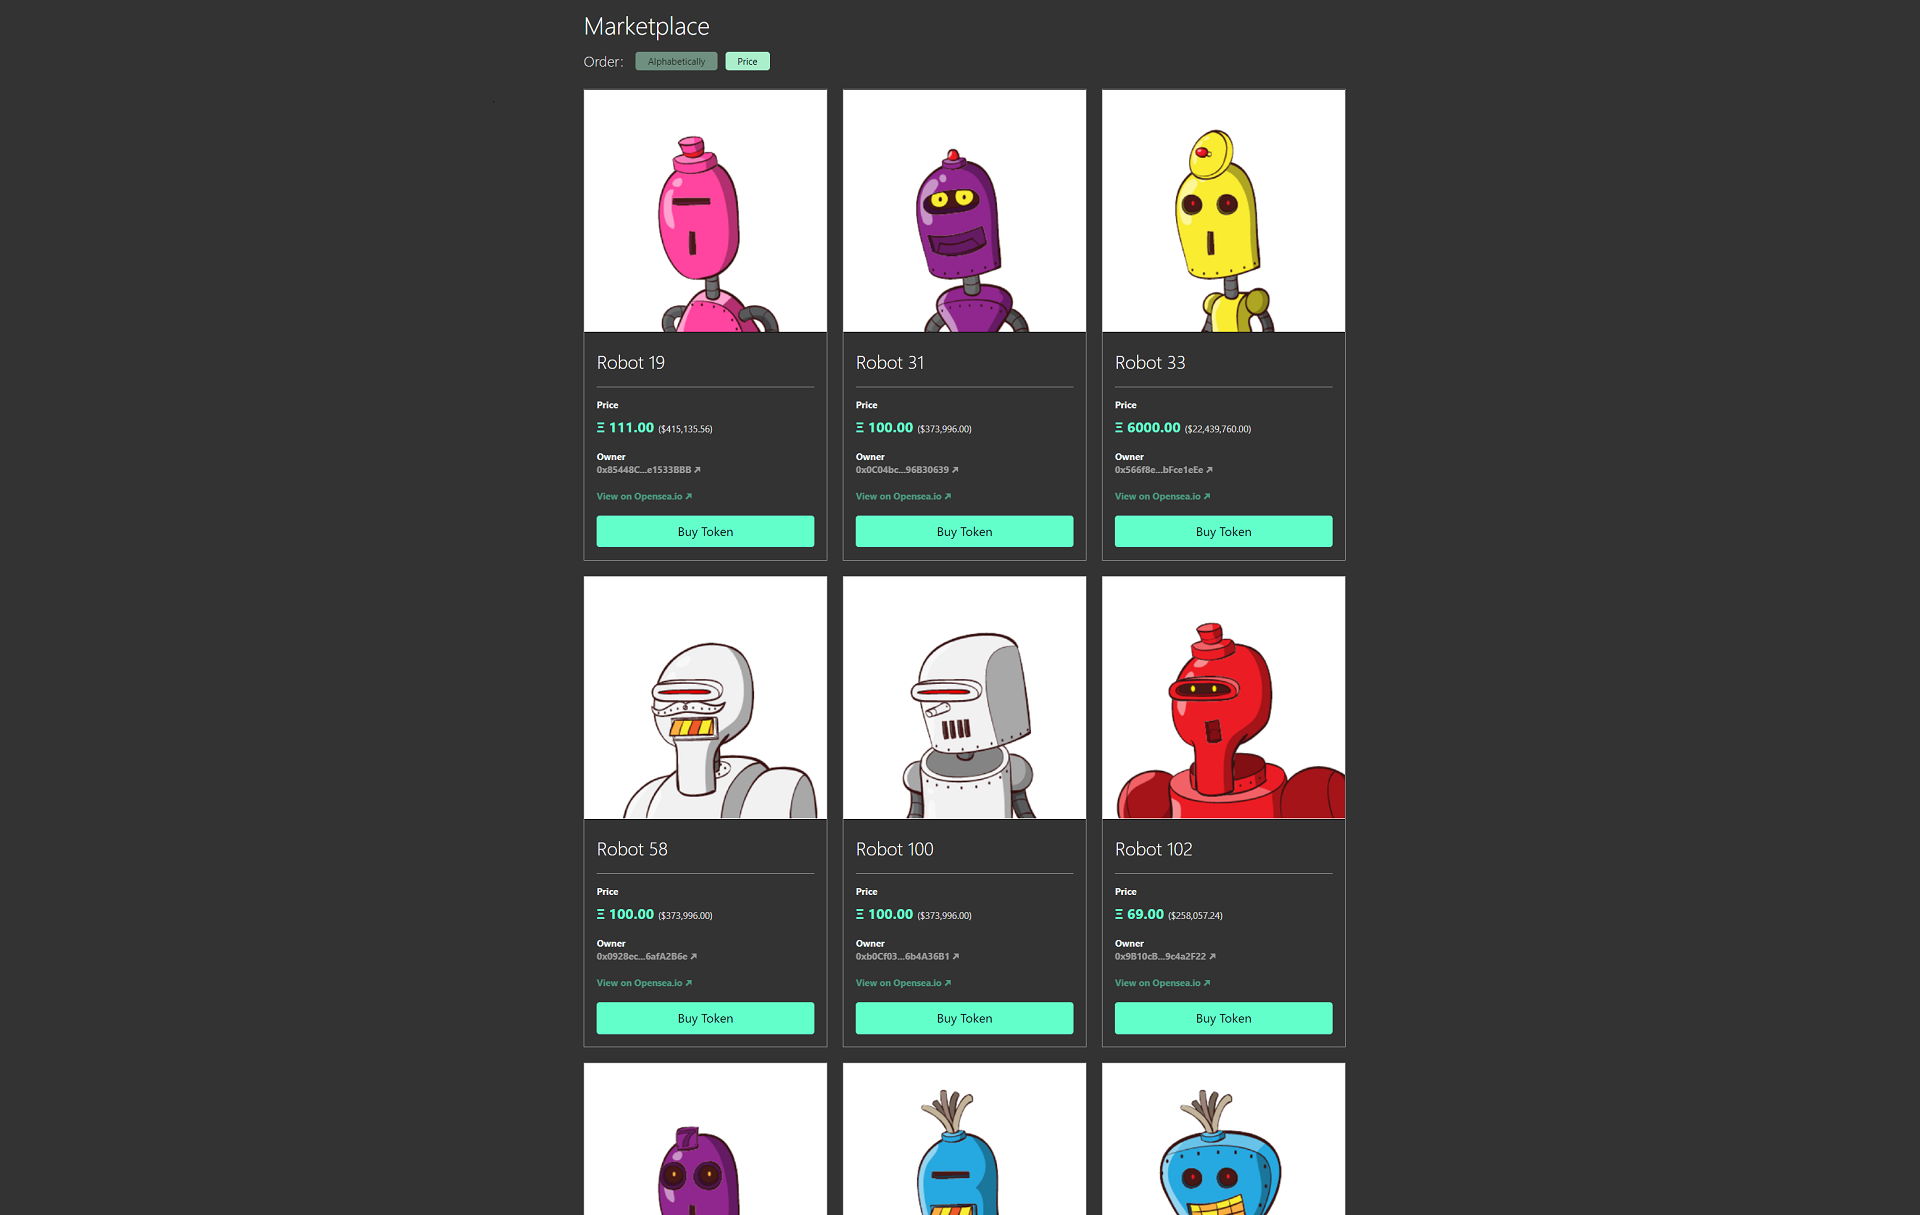 Marketplace
Order: Alphabetically Price
Robot 19
Price
Ξ 111.00 ($415,135.56)
Owner
0x85448C...e1533BBB ↗
View on Opensea.io ↗
Buy Token
Robot 31
Price
Ξ 100.00 ($373,996.00)
Owner
0x0C04bc...96B30639 ↗
View on Opensea.io ↗
Buy Token
Robot 33
Price
Ξ 6000.00 ($22,439,760.00)
Owner
0x566f8e...bFce1eEe ↗
View on Opensea.io ↗
Buy Token
Robot 58
Price
Ξ 100.00 ($373,996.00)
Owner
0x0928ec...6afA2B6e ↗
View on Opensea.io ↗
Buy Token
Robot 100
Price
Ξ 100.00 ($373,996.00)
Owner
0xb0Cf03...6b4A36B1 ↗
View on Opensea.io ↗
Buy Token
Robot 102
Price
Ξ 69.00 ($258,057.24)
Owner
0x9B10cB...9c4a2F22 ↗
View on Opensea.io ↗
Buy Token